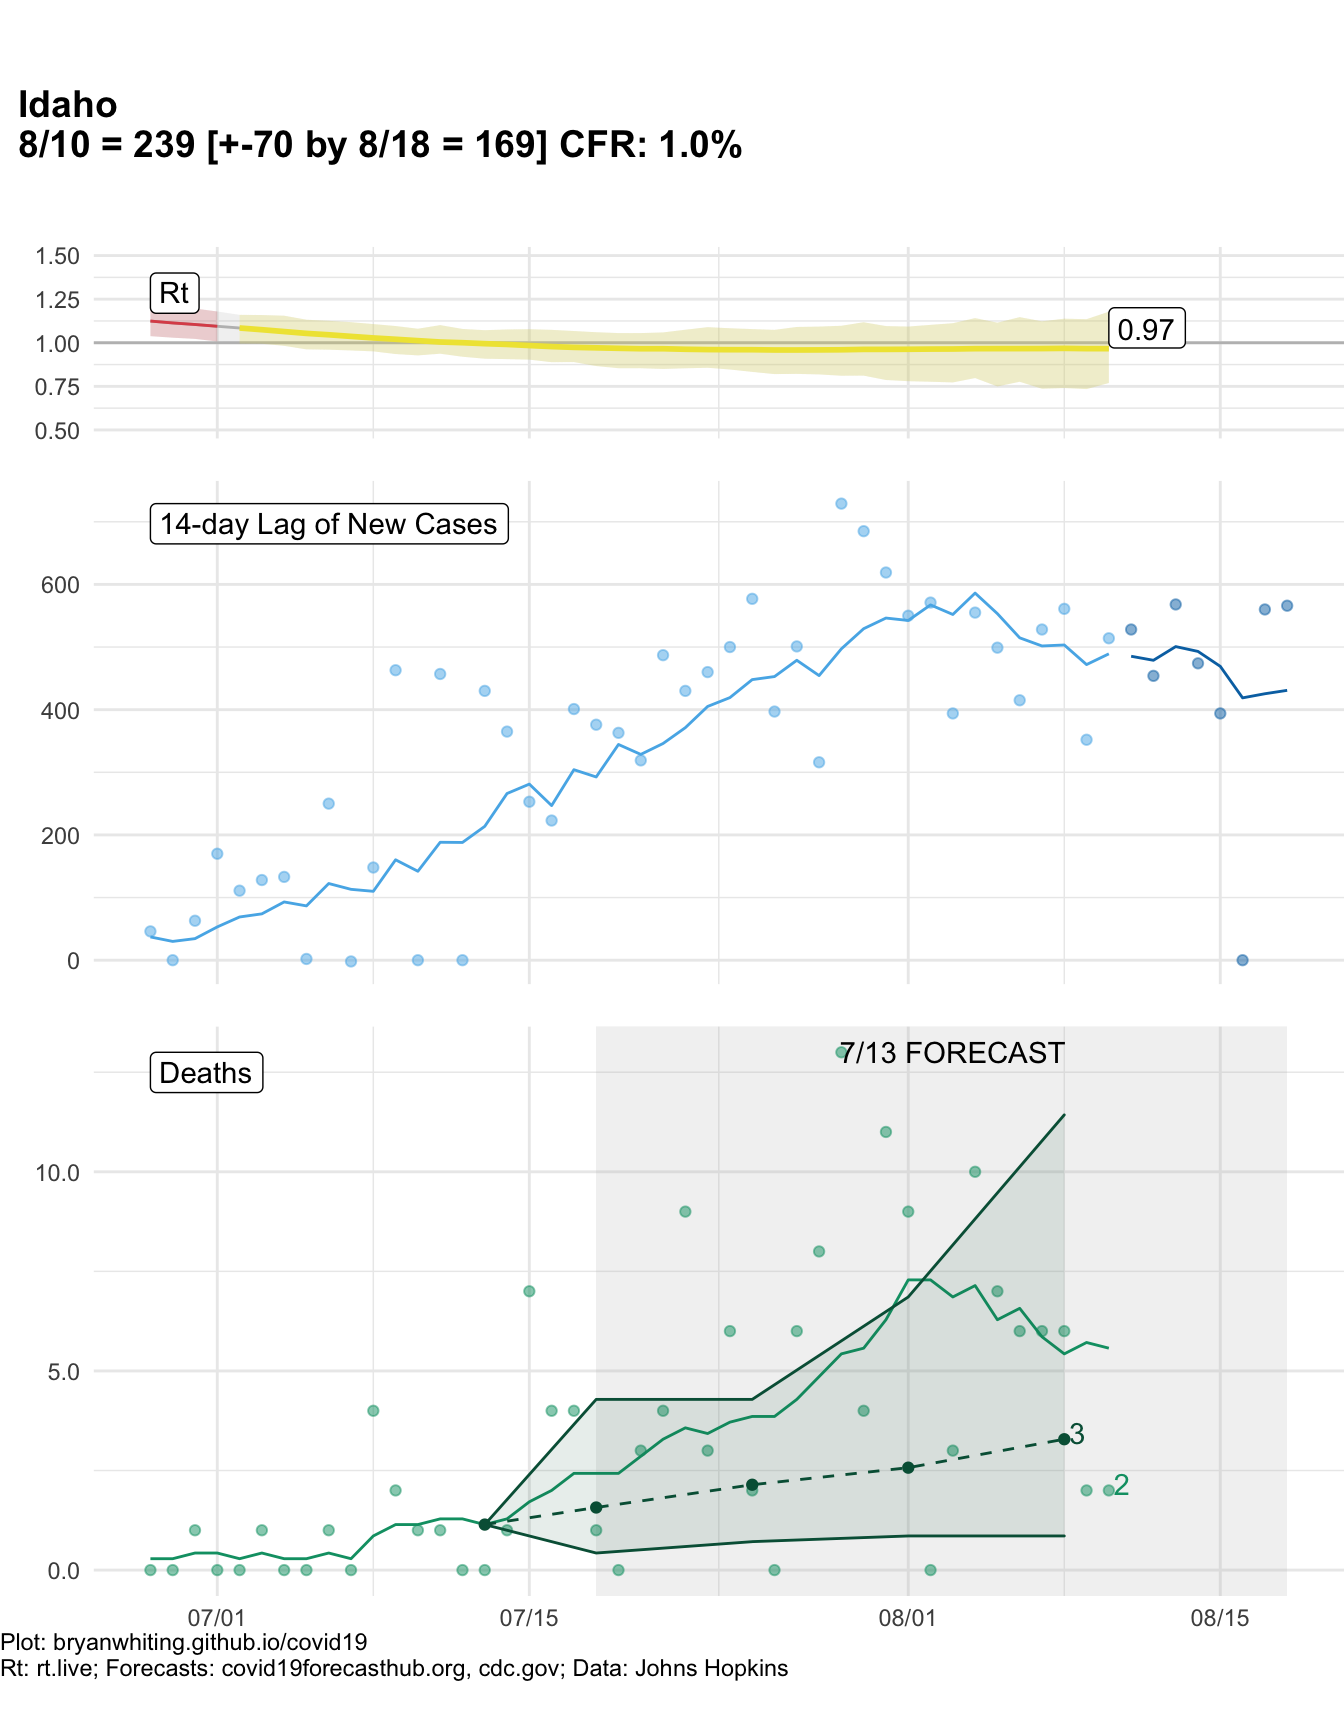 Idaho
8/10 = 239 [+-70 by 8/18 = 169] CFR: 1.0%
1.50
1.25
1.00
0.75
0.50
Rt
0.97
14-day Lag of New Cases
600
400
200
0
Deaths
7/13 FORECAST
10.0
5.0
0.0
3
2
07/01
07/15
08/01
08/15
Plot: bryanwhiting.github.io/covid19
Rt: rt.live; Forecasts: covid19forecasthub.org, cdc.gov; Data: Johns Hopkins